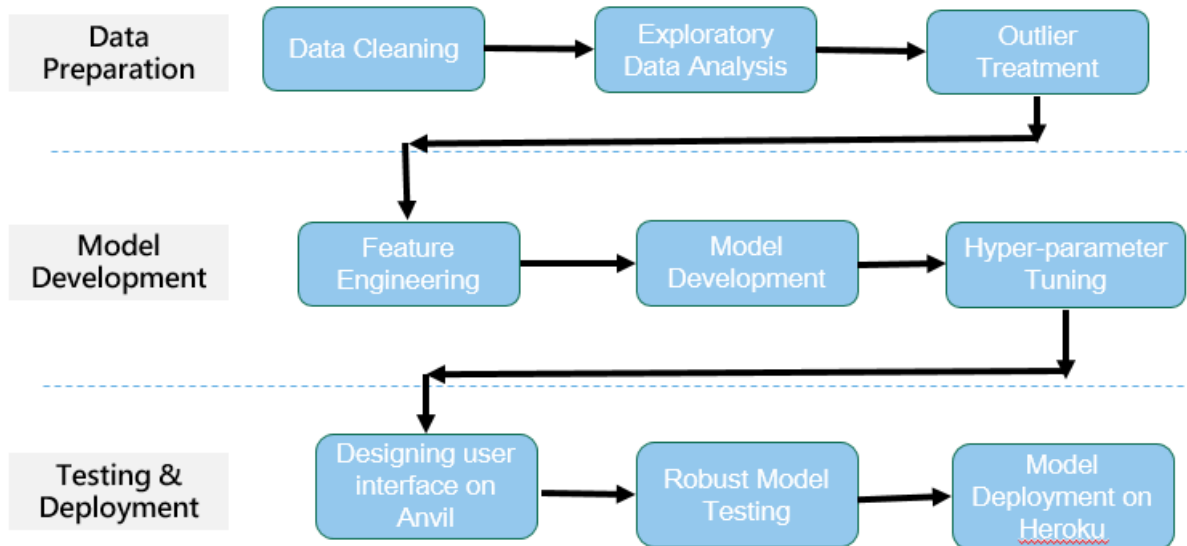 Data
Preparation
Data Cleaning
Exploratory
Data Analysis
Outlier
Treatment
Model
Development
Feature
Engineering
Model
Development
Hyper-parameter
Tuning
Testing &
Deployment
Designing user
interface on
Anvil
Robust Model
Testing
Model
Deployment on
Heroku